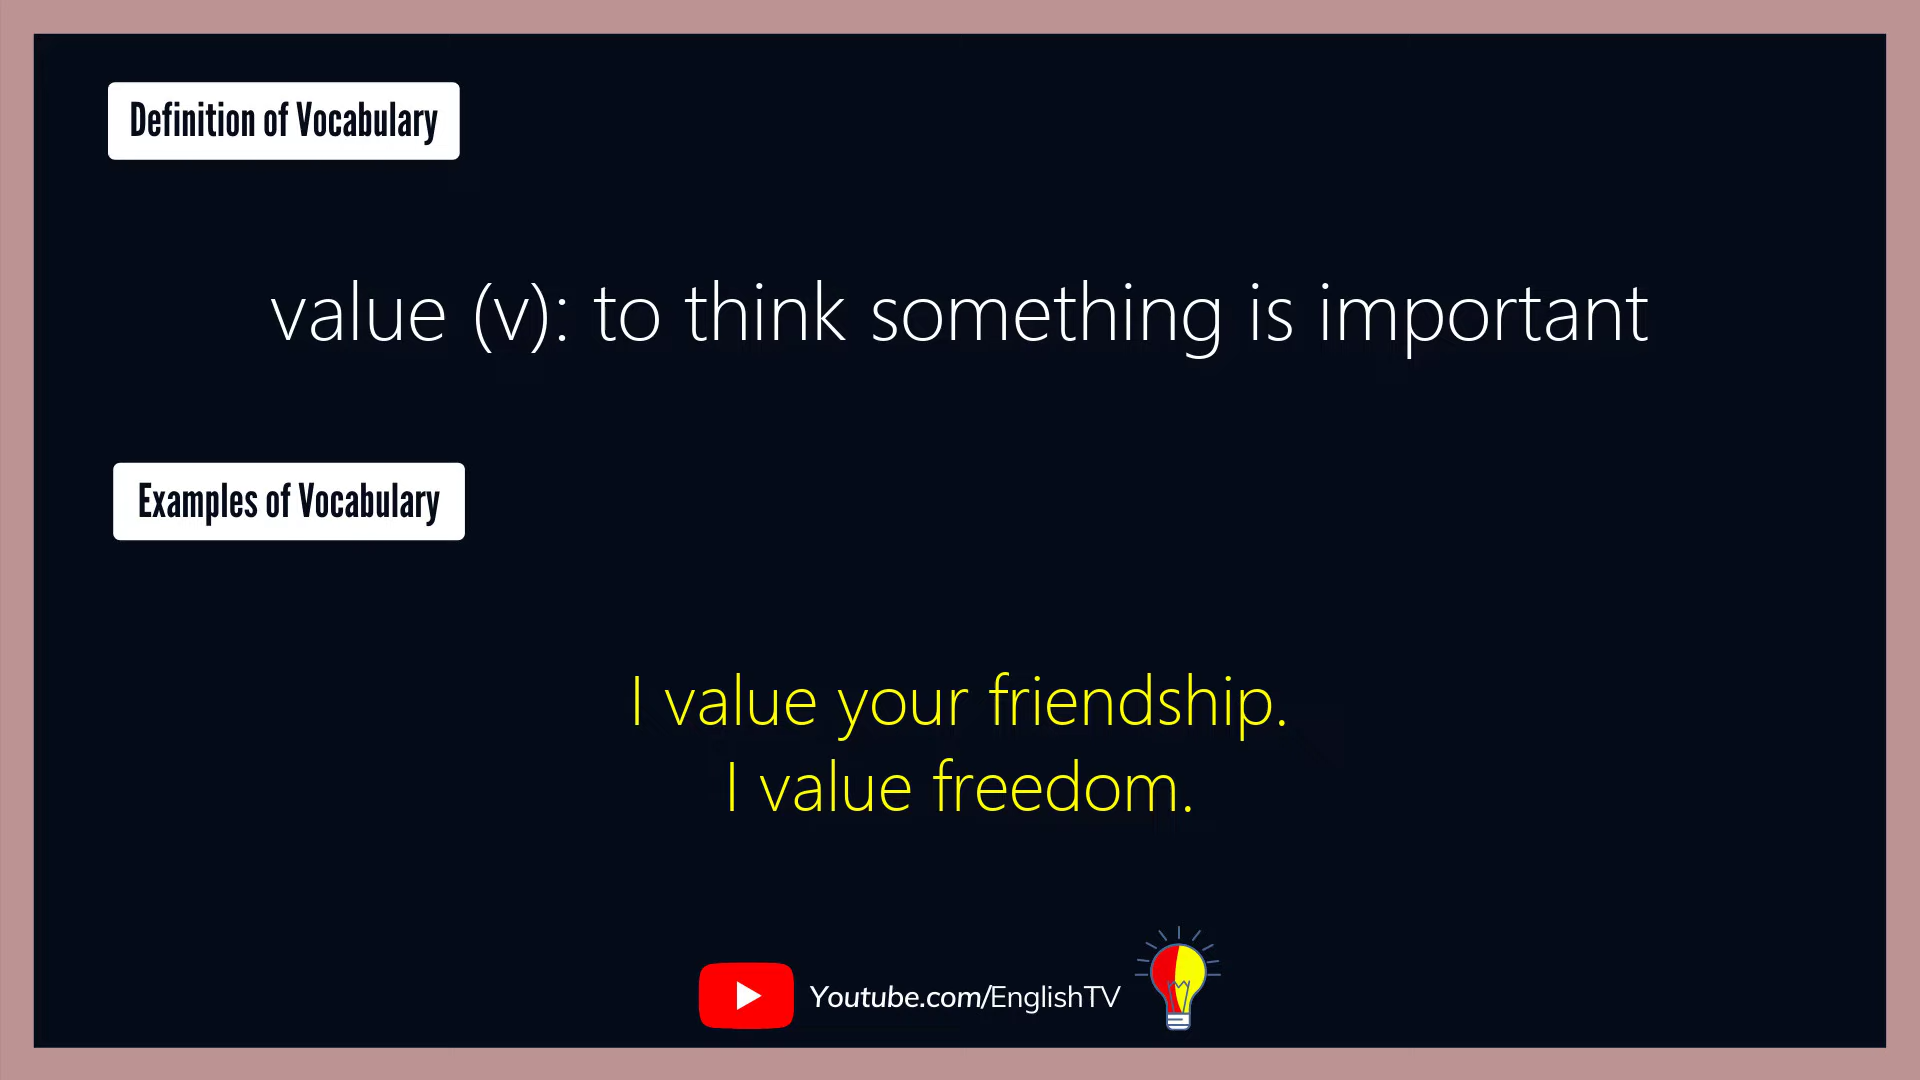 Definition of Vocabulary
value (v): to think something is important
Examples of Vocabulary
I value your friendship.
I value freedom.
Youtube.com/EnglishTV